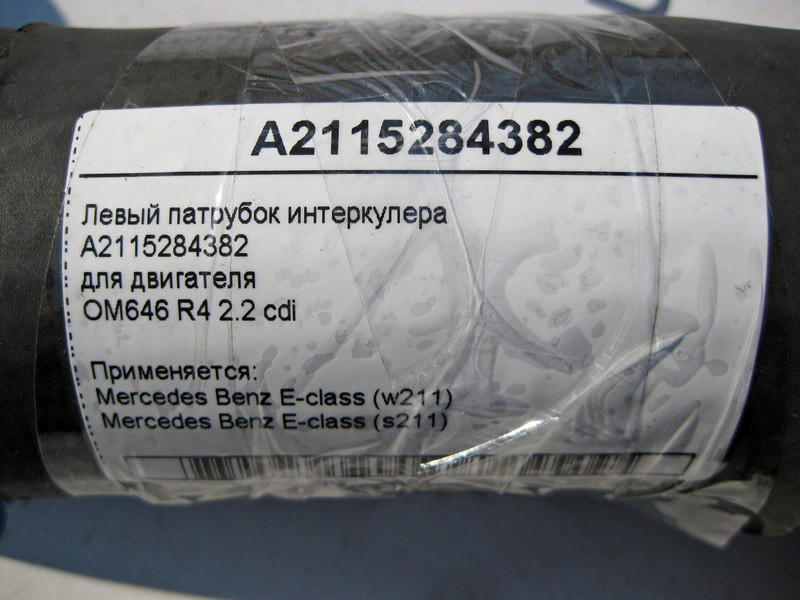 A2115284382
Левый патрубок интеркулера
A2115284382
для двигателя
OM646 R4 2.2 cdi
Применяется:
Mercedes Benz E-class (w211)
Mercedes Benz E-class (s211)